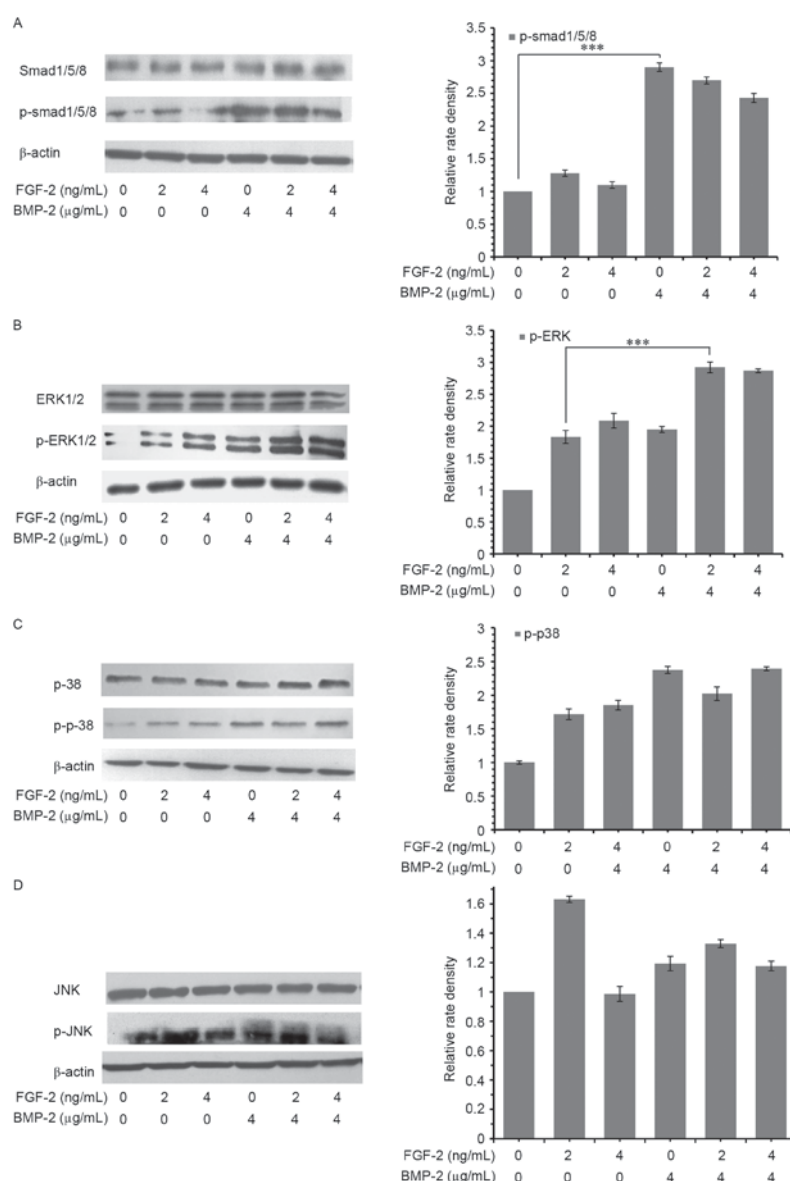 A
Smad1/5/8
p-smad1/5/8
β-actin
FGF-2 (ng/mL) 0 2 4 0 2 4
BMP-2 (μg/mL) 0 0 0 4 4 4
p-smad1/5/8
***
Relative rate density
3.5
3
2.5
2
1.5
1
0.5
0
FGF-2 (ng/mL) 0 2 4 0 2 4
BMP-2 (μg/mL) 0 0 0 4 4 4
B
ERK1/2
p-ERK1/2
β-actin
FGF-2 (ng/mL) 0 2 4 0 2 4
BMP-2 (μg/mL) 0 0 0 4 4 4
p-ERK
***
Relative rate density
3.5
3
2.5
2
1.5
1
0.5
0
FGF-2 (ng/mL) 0 2 4 0 2 4
BMP-2 (μg/mL) 0 0 0 4 4 4
C
p-38
p-p-38
β-actin
FGF-2 (ng/mL) 0 2 4 0 2 4
BMP-2 (μg/mL) 0 0 0 4 4 4
p-p38
Relative rate density
3
2.5
2
1.5
1
0.5
0
FGF-2 (ng/mL) 0 2 4 0 2 4
BMP-2 (μg/mL) 0 0 4 4 4 4
D
JNK
p-JNK
β-actin
FGF-2 (ng/mL) 0 2 4 0 2 4
BMP-2 (μg/mL) 0 0 0 4 4 4
Relative rate density
1.6
1.4
1.2
1
0.8
0.6
0.4
0.2
0
FGF-2 (ng/mL) 0 2 4 0 2 4
BMP-2 (μg/mL) 0 0 0 4 4 4